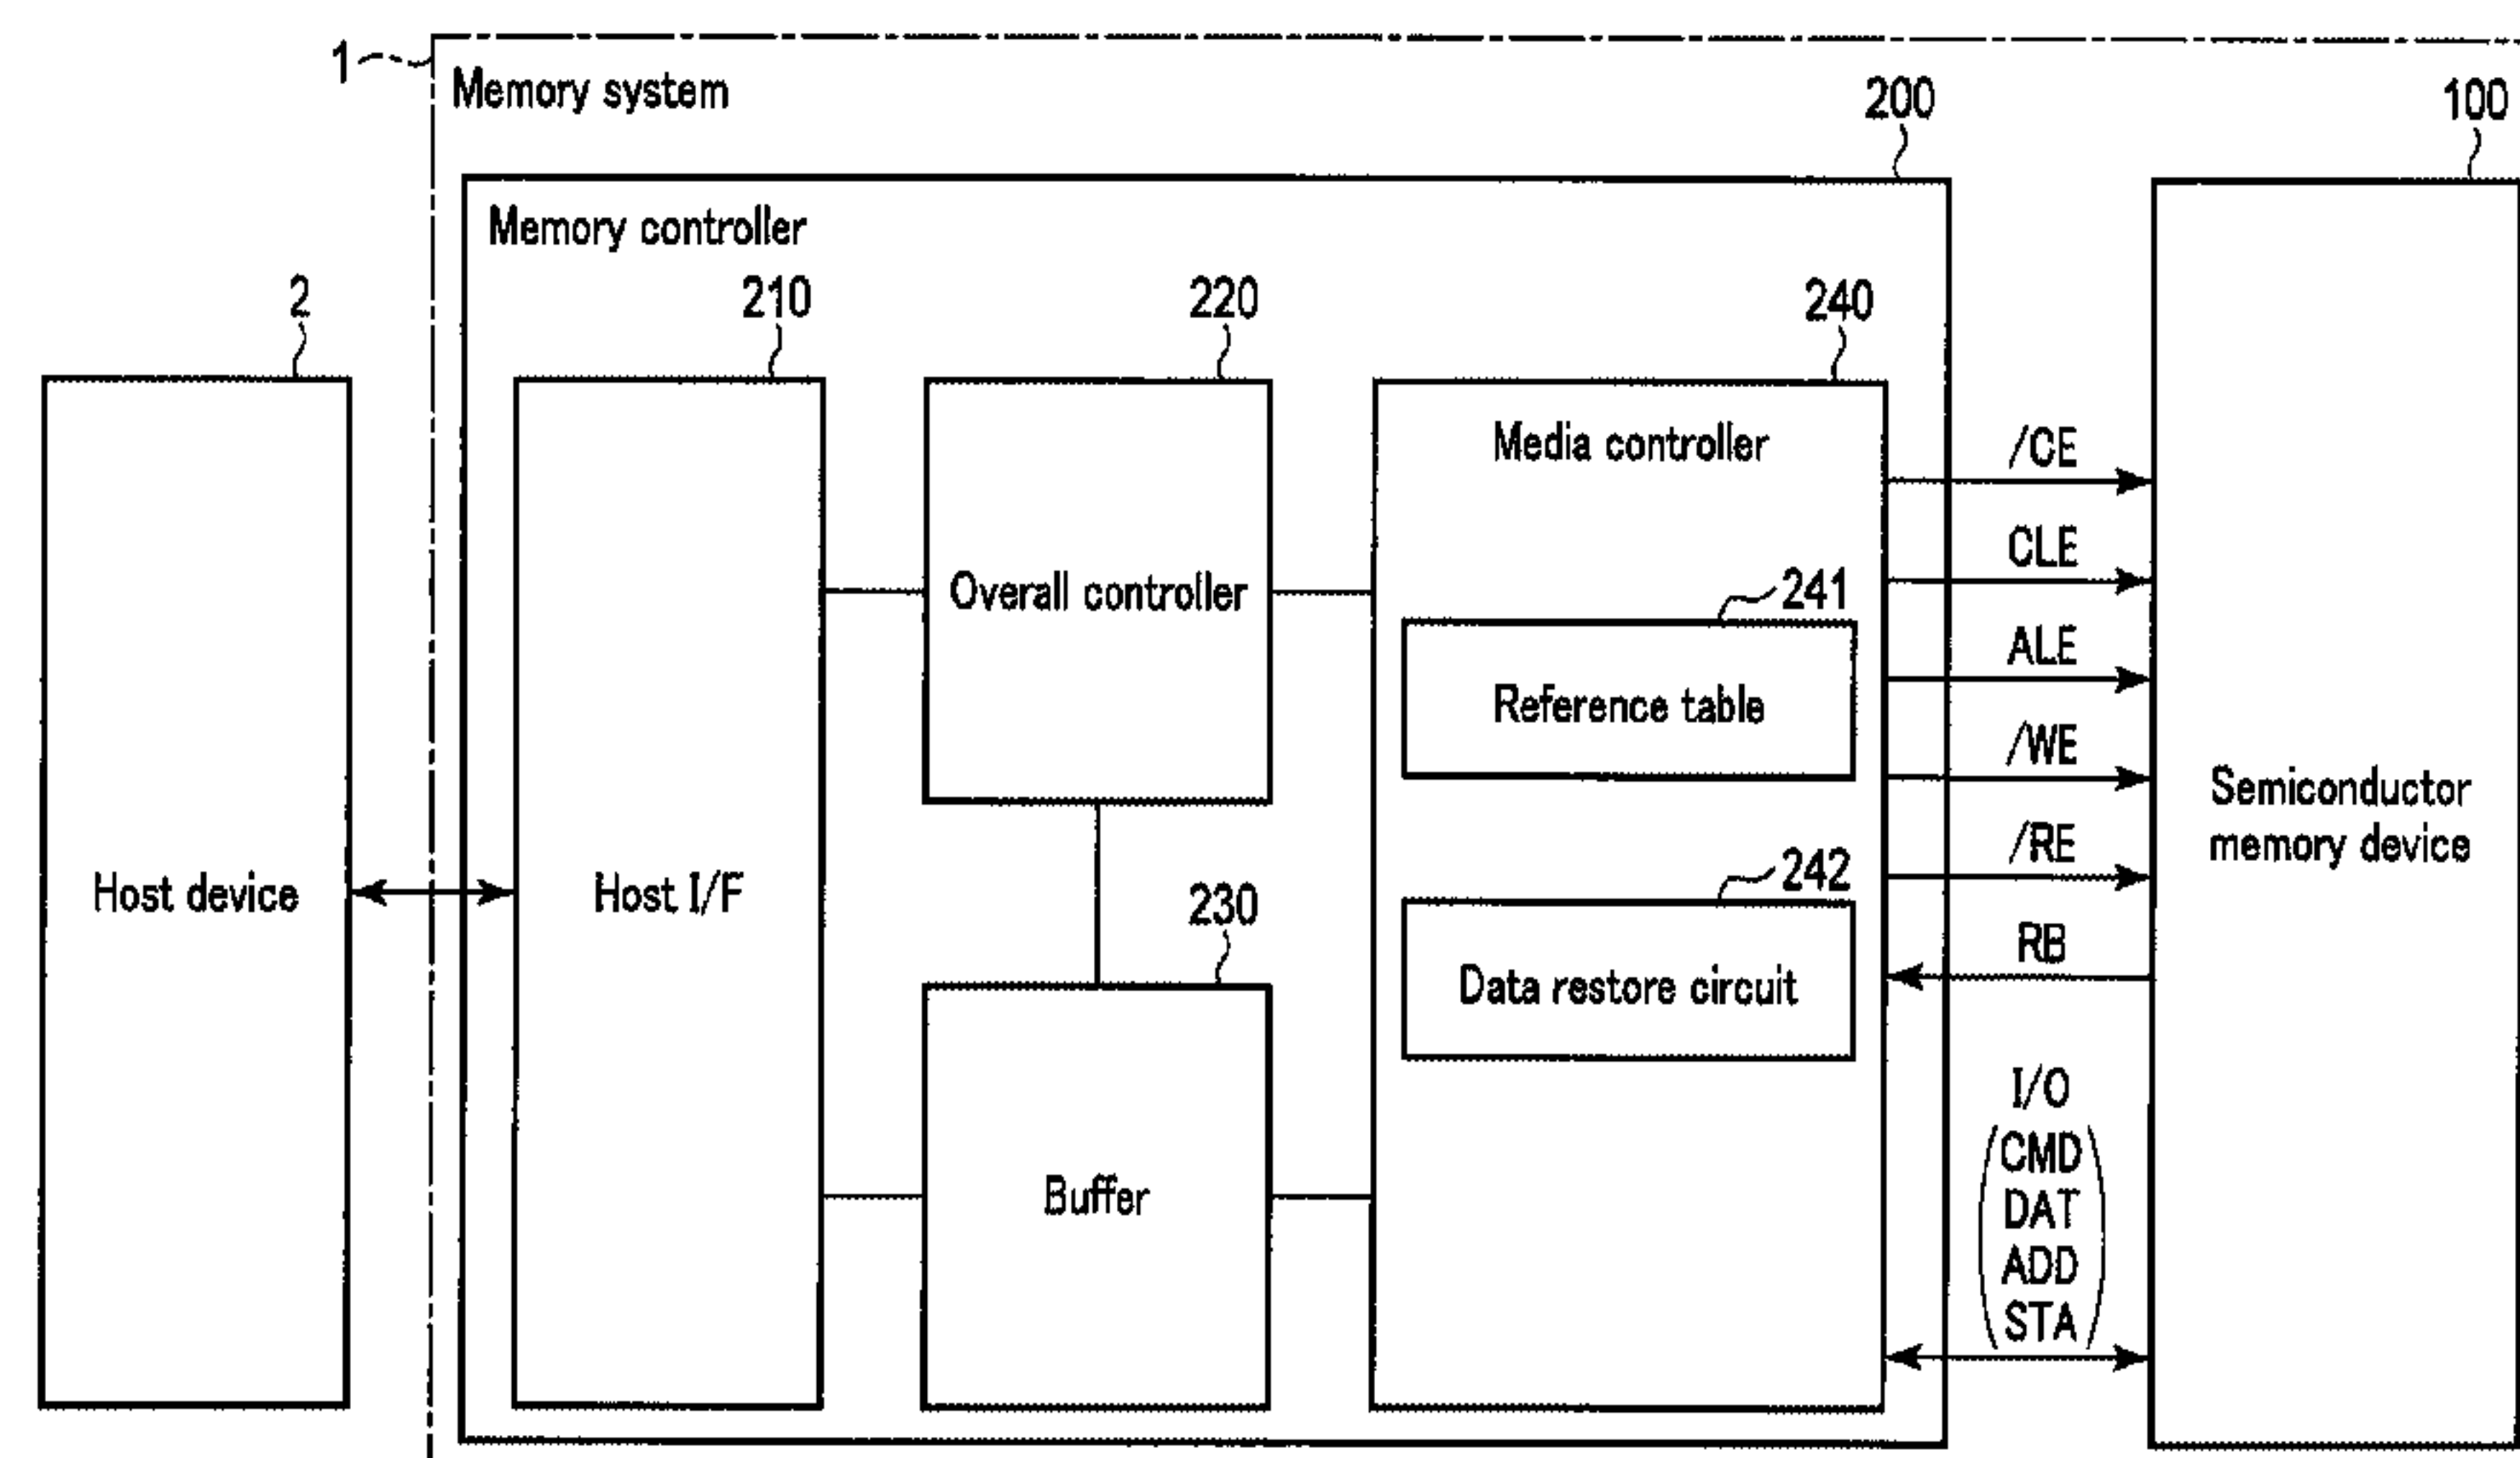 1
Memory system
200
100
Memory controller
2
210
220
240
Host device
Host I/F
Overall controller
230
Buffer
Media controller
241
Reference table
242
Data restore circuit
/CE
CLE
ALE
/WE
/RE
RB
I/O
CMD
DAT
ADD
STA
Semiconductor
memory device